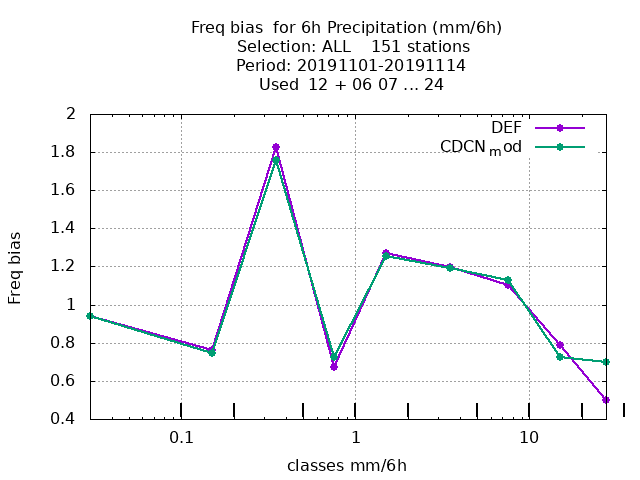 Freq bias  for 6h Precipitation (mm/6h)
Selection: ALL    151 stations
Period: 20191101-20191114
Used  12 + 06 07 ... 24
DEF
CDCN_mod
2
1.8
1.6
1.4
1.2
1
0.8
0.6
0.4
Freq bias
0.1
1
10
classes mm/6h